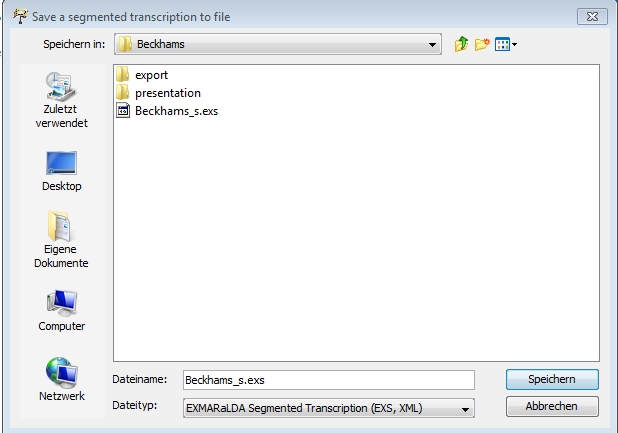 Save a segmented transcription to file
Speichern in:
Beckhams
export
presentation
Beckhams_s.exs
Zuletzt
verwendet
Desktop
Eigene
Dokumente
Computer
Netzwerk
Dateiname:
Beckhams_s.exs
Speichern
Dateityp:
EXMARaLDA Segmented Transcription (EXS, XML)
Abbrechen